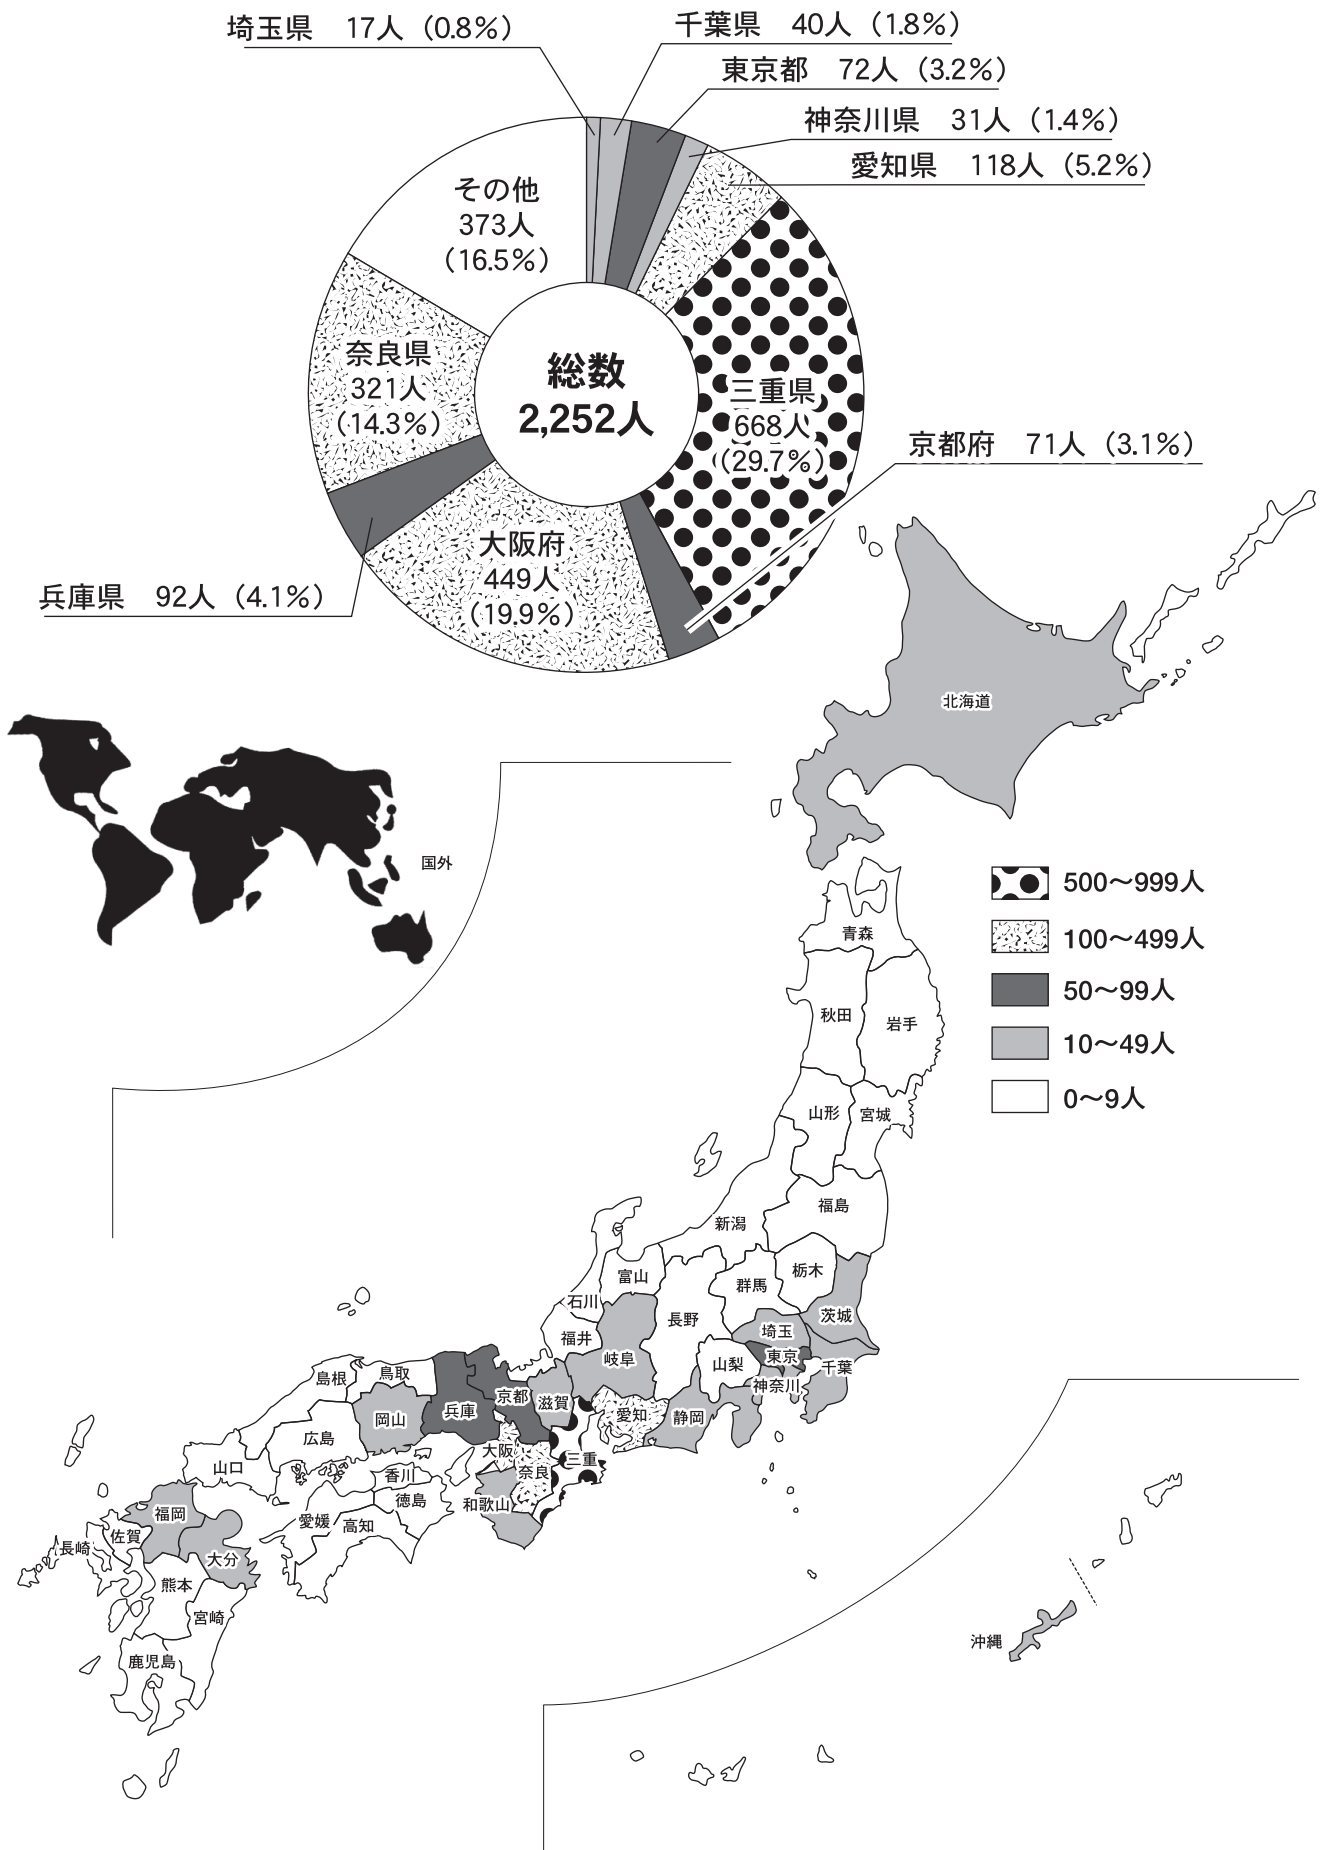 埼玉県　17人（0.8%）
千葉県　40人（1.8%）
東京都　72人（3.2%）
神奈川県　31人（1.4%）
愛知県　118人（5.2%）
その他
373人
（16.5%）
奈良県
321人
（14.3%）
総数
2,252人
三重県
668人
（29.7%）
京都府　71人（3.1%）
大阪府
449人
（19.9%）
兵庫県　92人（4.1%）
国外
500〜999人
100〜499人
50〜99人
10〜49人
0〜9人
北海道
青森
秋田
岩手
山形
宮城
福島
新潟
富山
石川
福井
群馬
栃木
茨城
長野
埼玉
東京
千葉
神奈川
山梨
岐阜
静岡
愛知
滋賀
京都
兵庫
大阪
奈良
三重
和歌山
鳥取
島根
岡山
広島
山口
香川
徳島
愛媛
高知
福岡
佐賀
長崎
大分
熊本
宮崎
鹿児島
沖縄